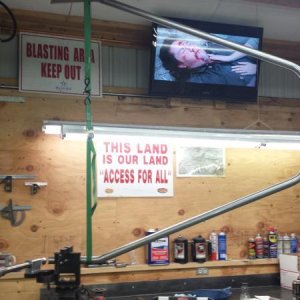 BLASTING AREA
KEEP OUT
THIS LAND
IS OUR LAND
"ACCESS FOR ALL"